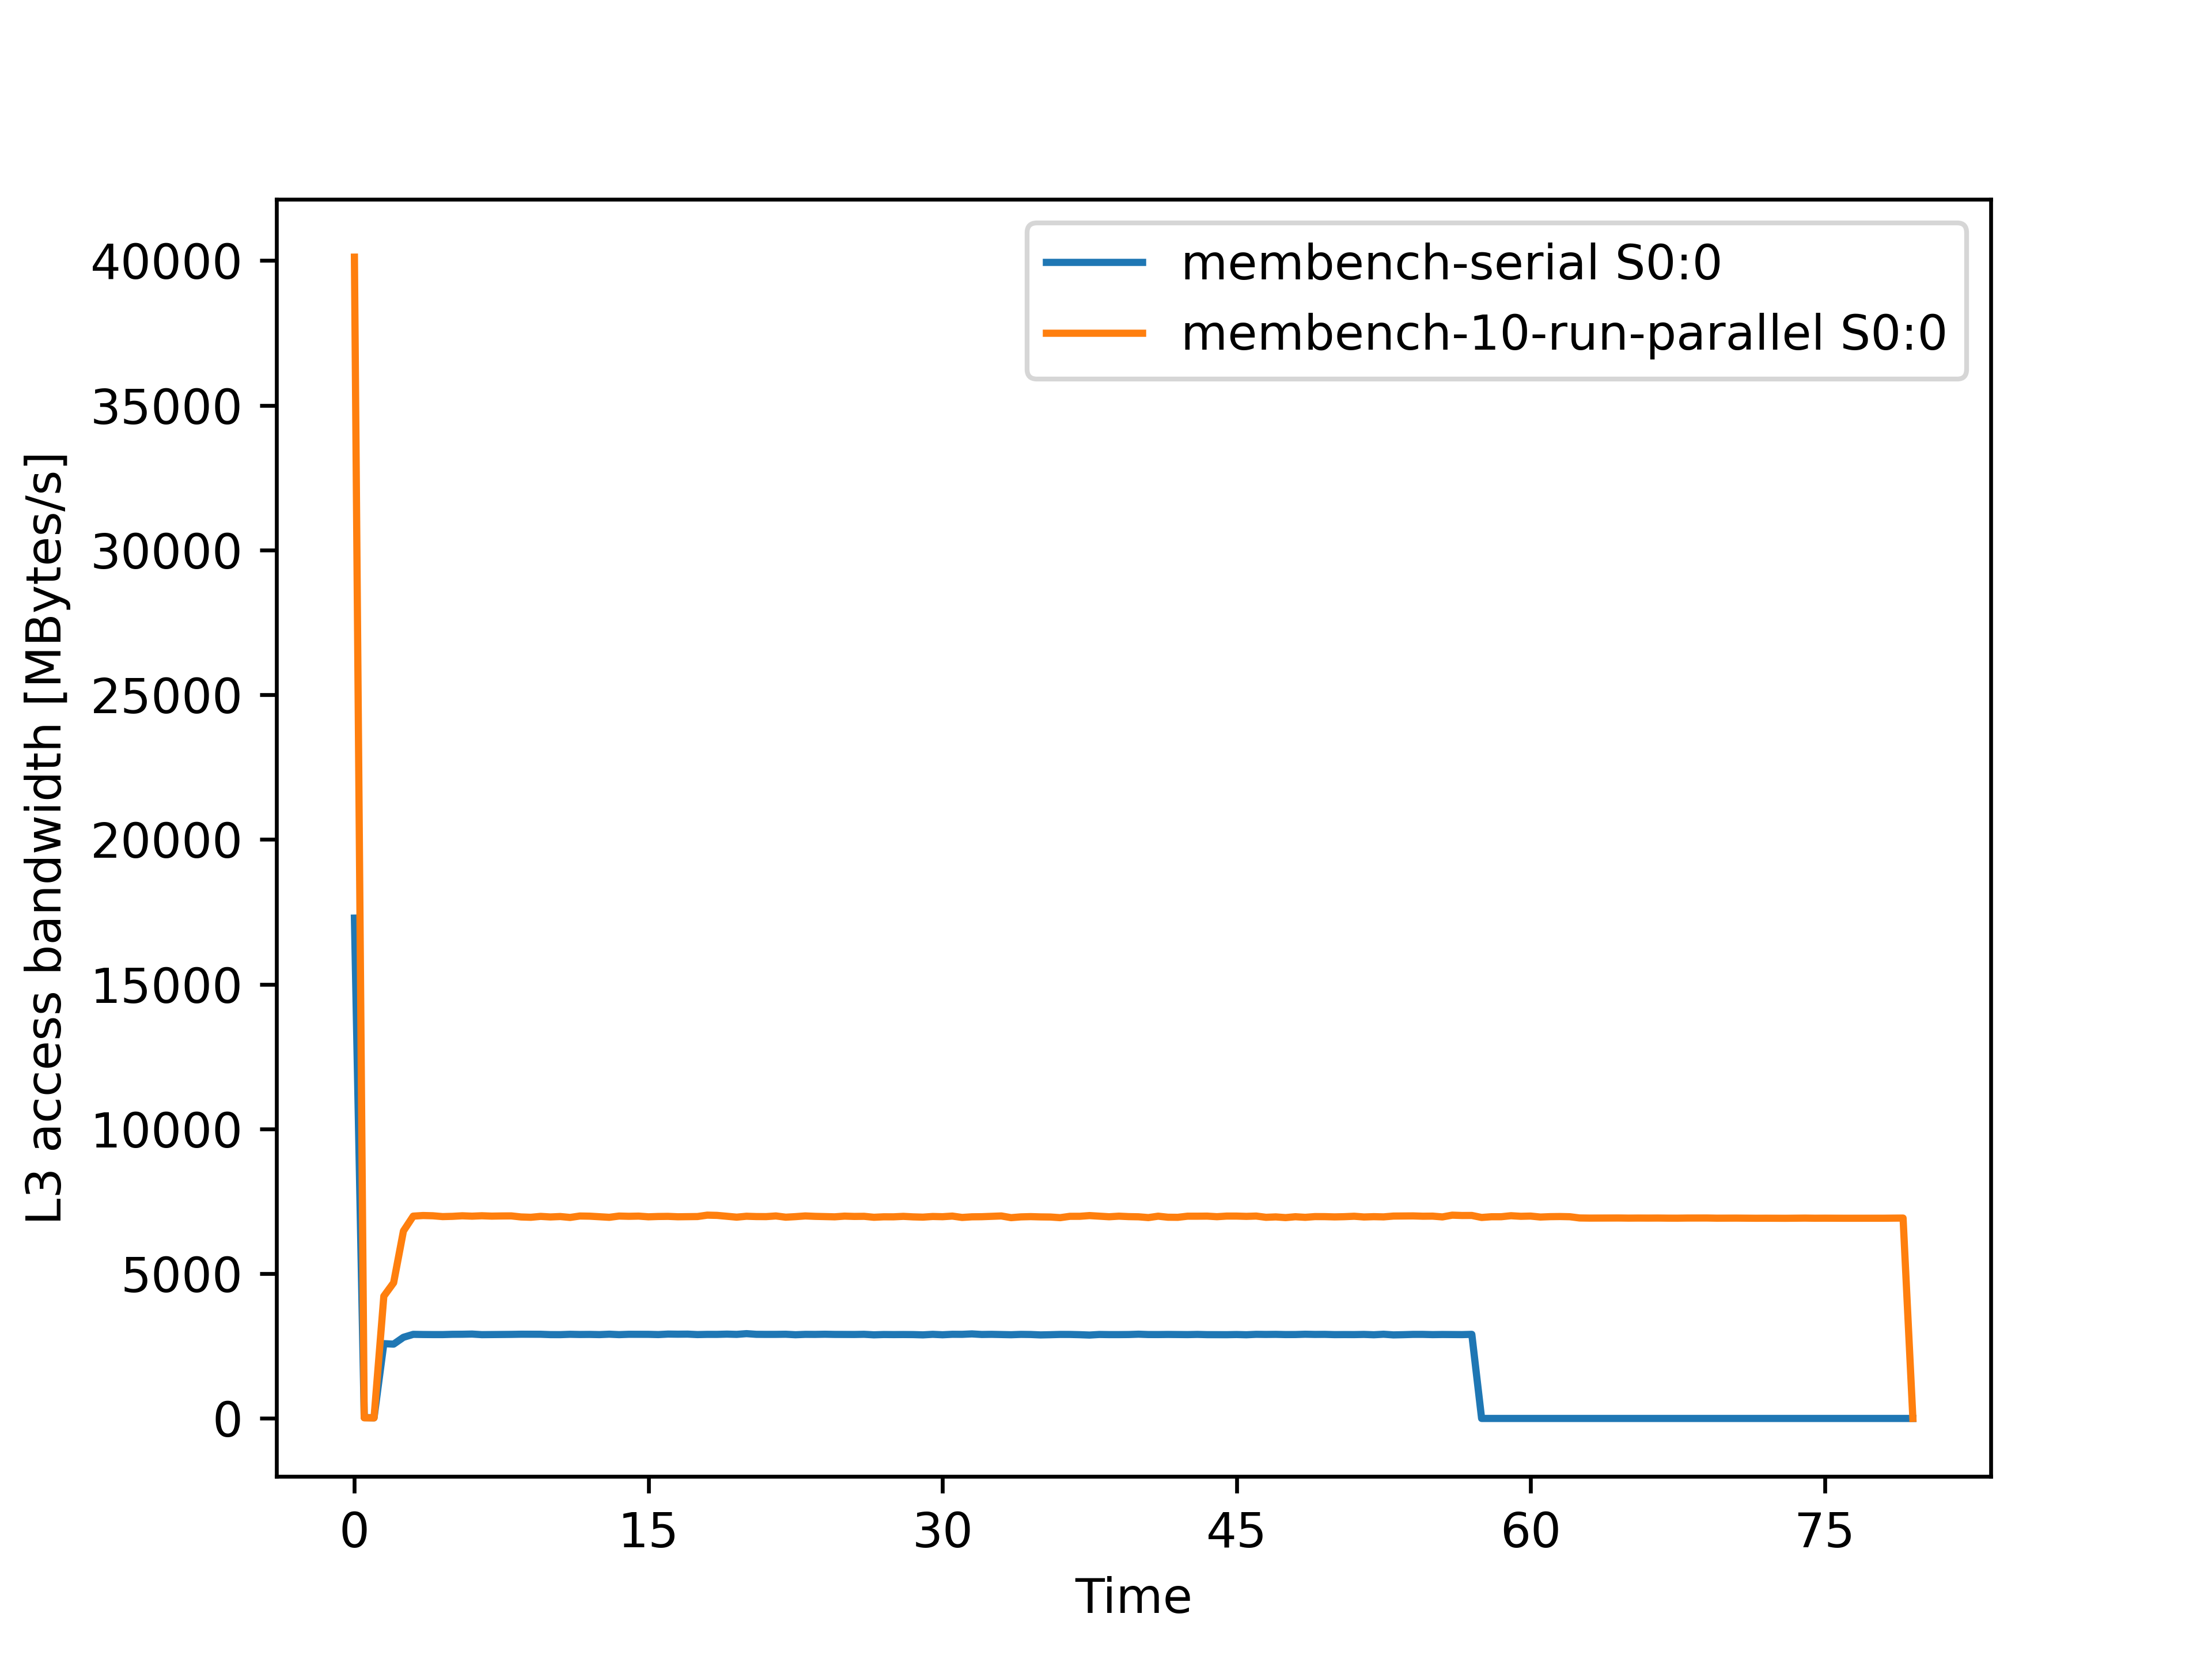 membench-serial S0:0
membench-10-run-parallel S0:0
L3 access bandwidth [MBytes/s]
40000
35000
30000
25000
20000
15000
10000
5000
0
0 15 30 45 60 75
Time